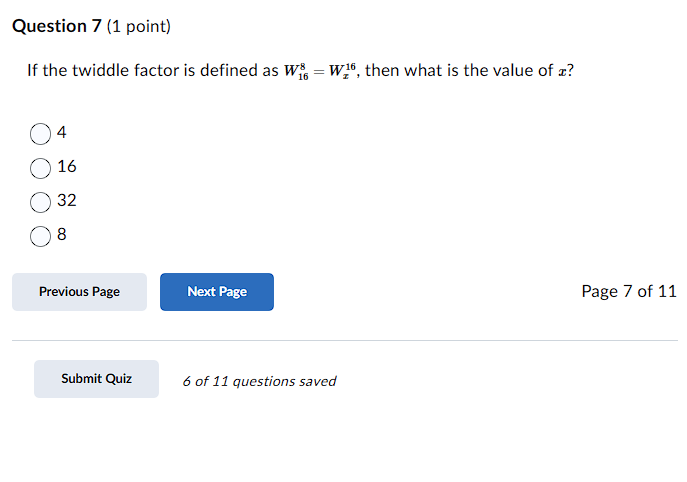 Question 7 (1 point)
If the twiddle factor is defined as $W_{16}^{8} = W_{x}^{16}$, then what is the value of $x$?
4
16
32
8
Previous Page
Next Page
Page 7 of 11
Submit Quiz
6 of 11 questions saved